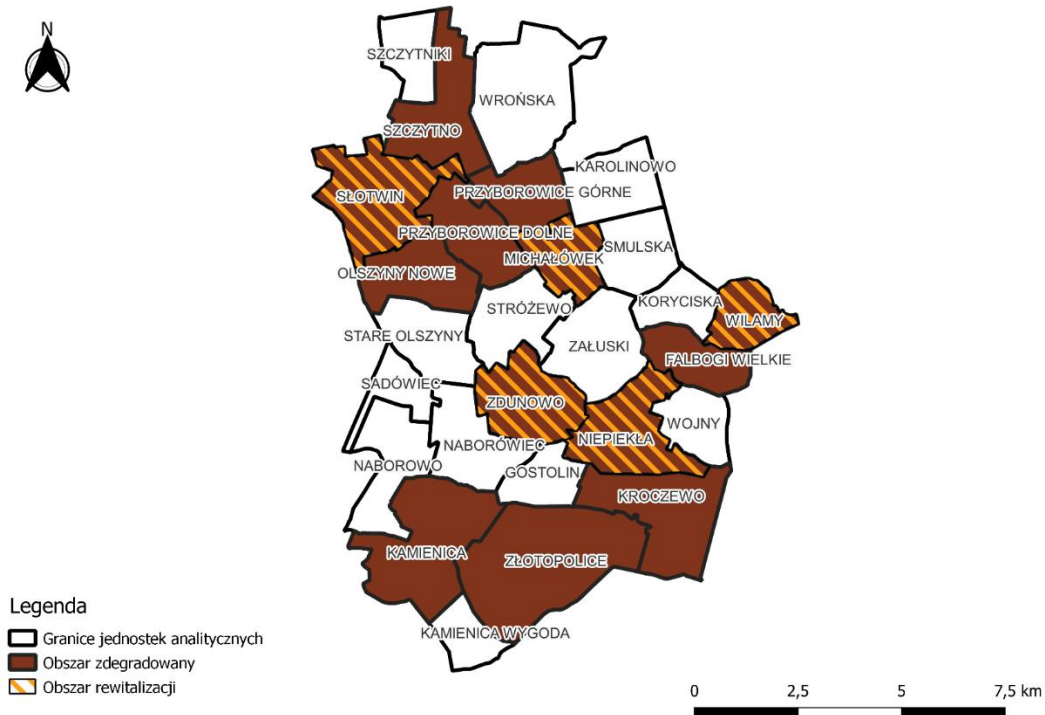 N
SZCZYTNIKI
WROŃSKA
SZCZYTNO
KAROLINOWO
PRZYBOROWICE GÓRNE
SŁOTWIN
PRZYBOROWICE DOLNE
SMULSKA
MICHAŁÓWEK
OLSZYNY NOWE
KORYCISKA
STRÓŻEWO
WILAMY
STARE OLSZYNY
ZAŁUSKI
FALBOGI WIELKIE
SADÓWIEC
ZDUNOWO
WOJNY
NIEPIEKŁA
NABORÓWIEC
NABOROWO
GOSTOLIN
KROCZEWO
KAMIENICA
ZŁOTOPOLICE
KAMIENICA WYGODA
Legenda
Granice jednostek analitycznych
Obszar zdegradowany
Obszar rewitalizacji
0 2,5 5 7,5 km